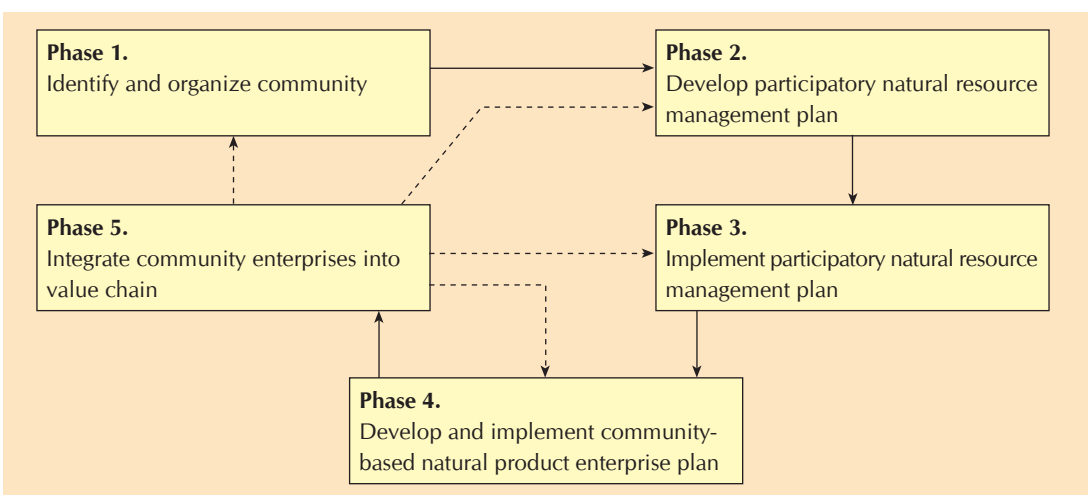 Phase 1.
Identify and organize community
Phase 2.
Develop participatory natural resource
management plan
Phase 5.
Integrate community enterprises into
value chain
Phase 3.
Implement participatory natural resource
management plan
Phase 4.
Develop and implement community-
based natural product enterprise plan